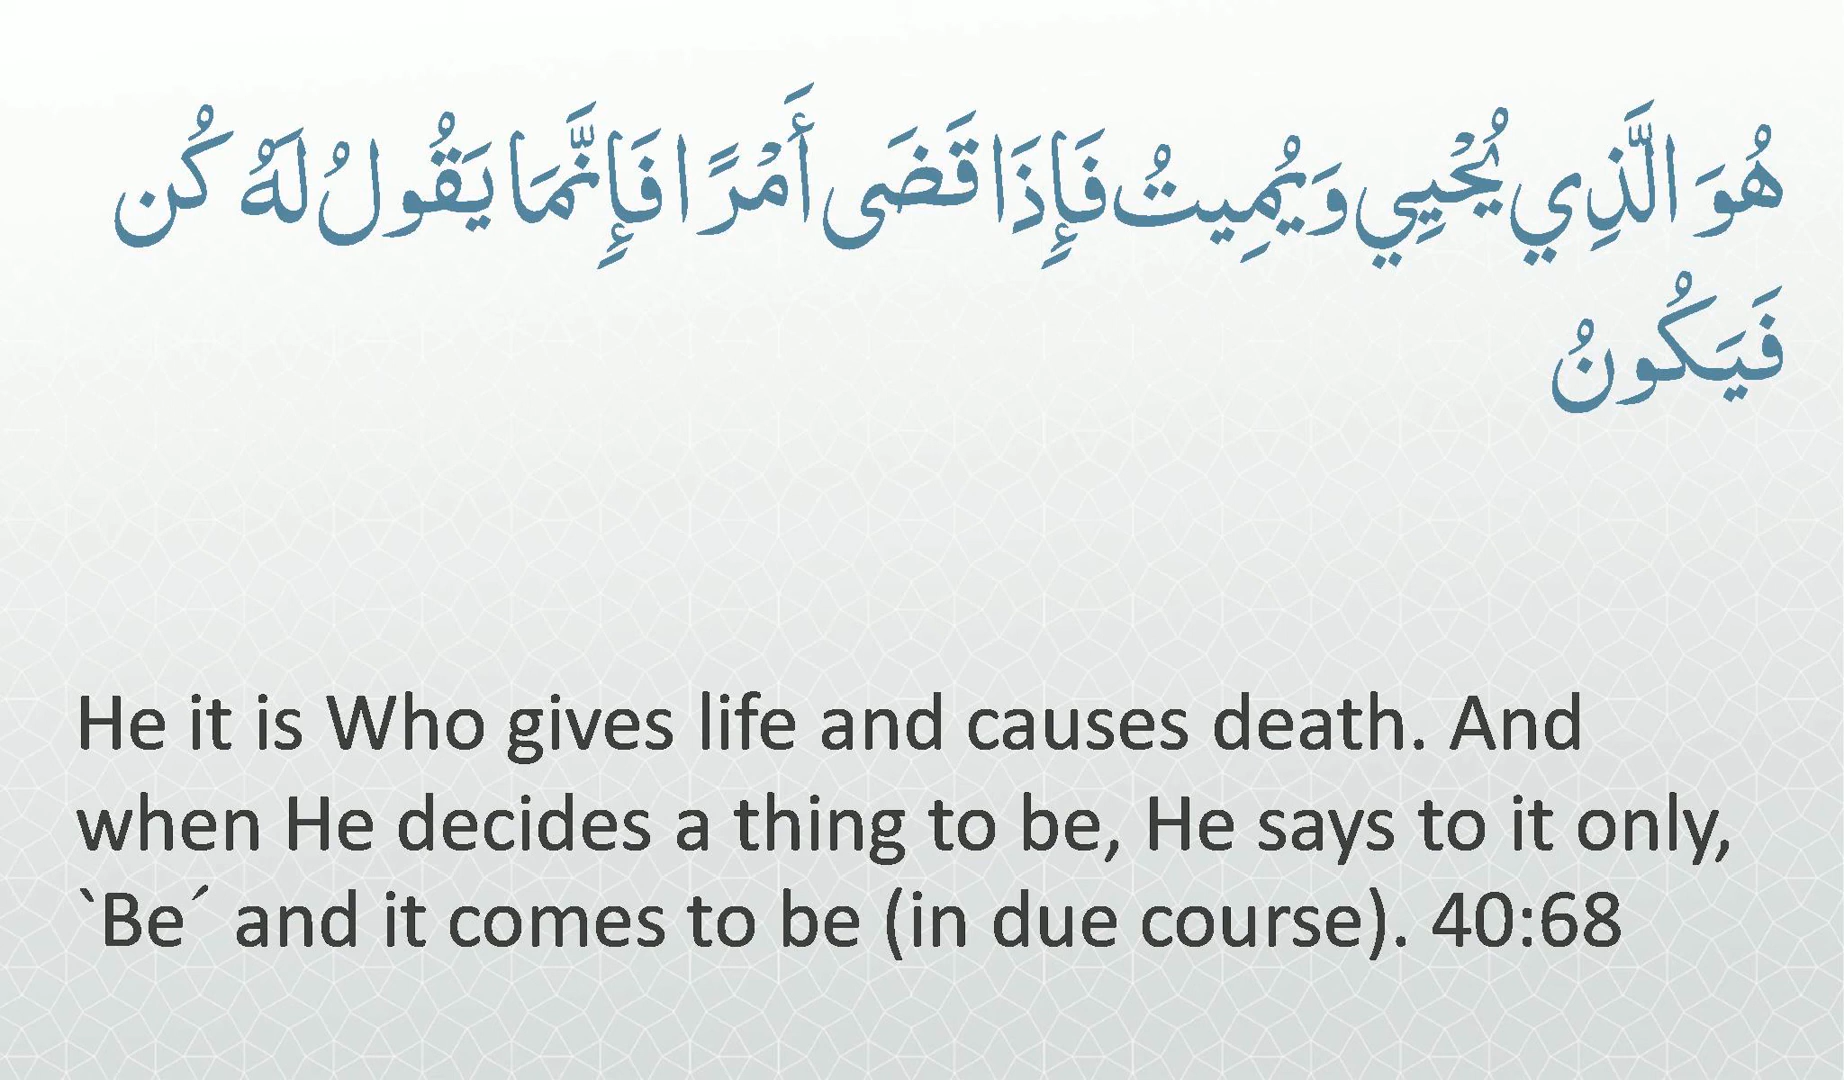 هُوَ الَّذِي يُحْيِي وَيُمِيتُ فَإِذَا قَضَى أَمْرًا فَإِنَّمَا يَقُولُ لَهُ كُن
فَيَكُونُ
He it is Who gives life and causes death. And
when He decides a thing to be, He says to it only,
`Be´ and it comes to be (in due course). 40:68